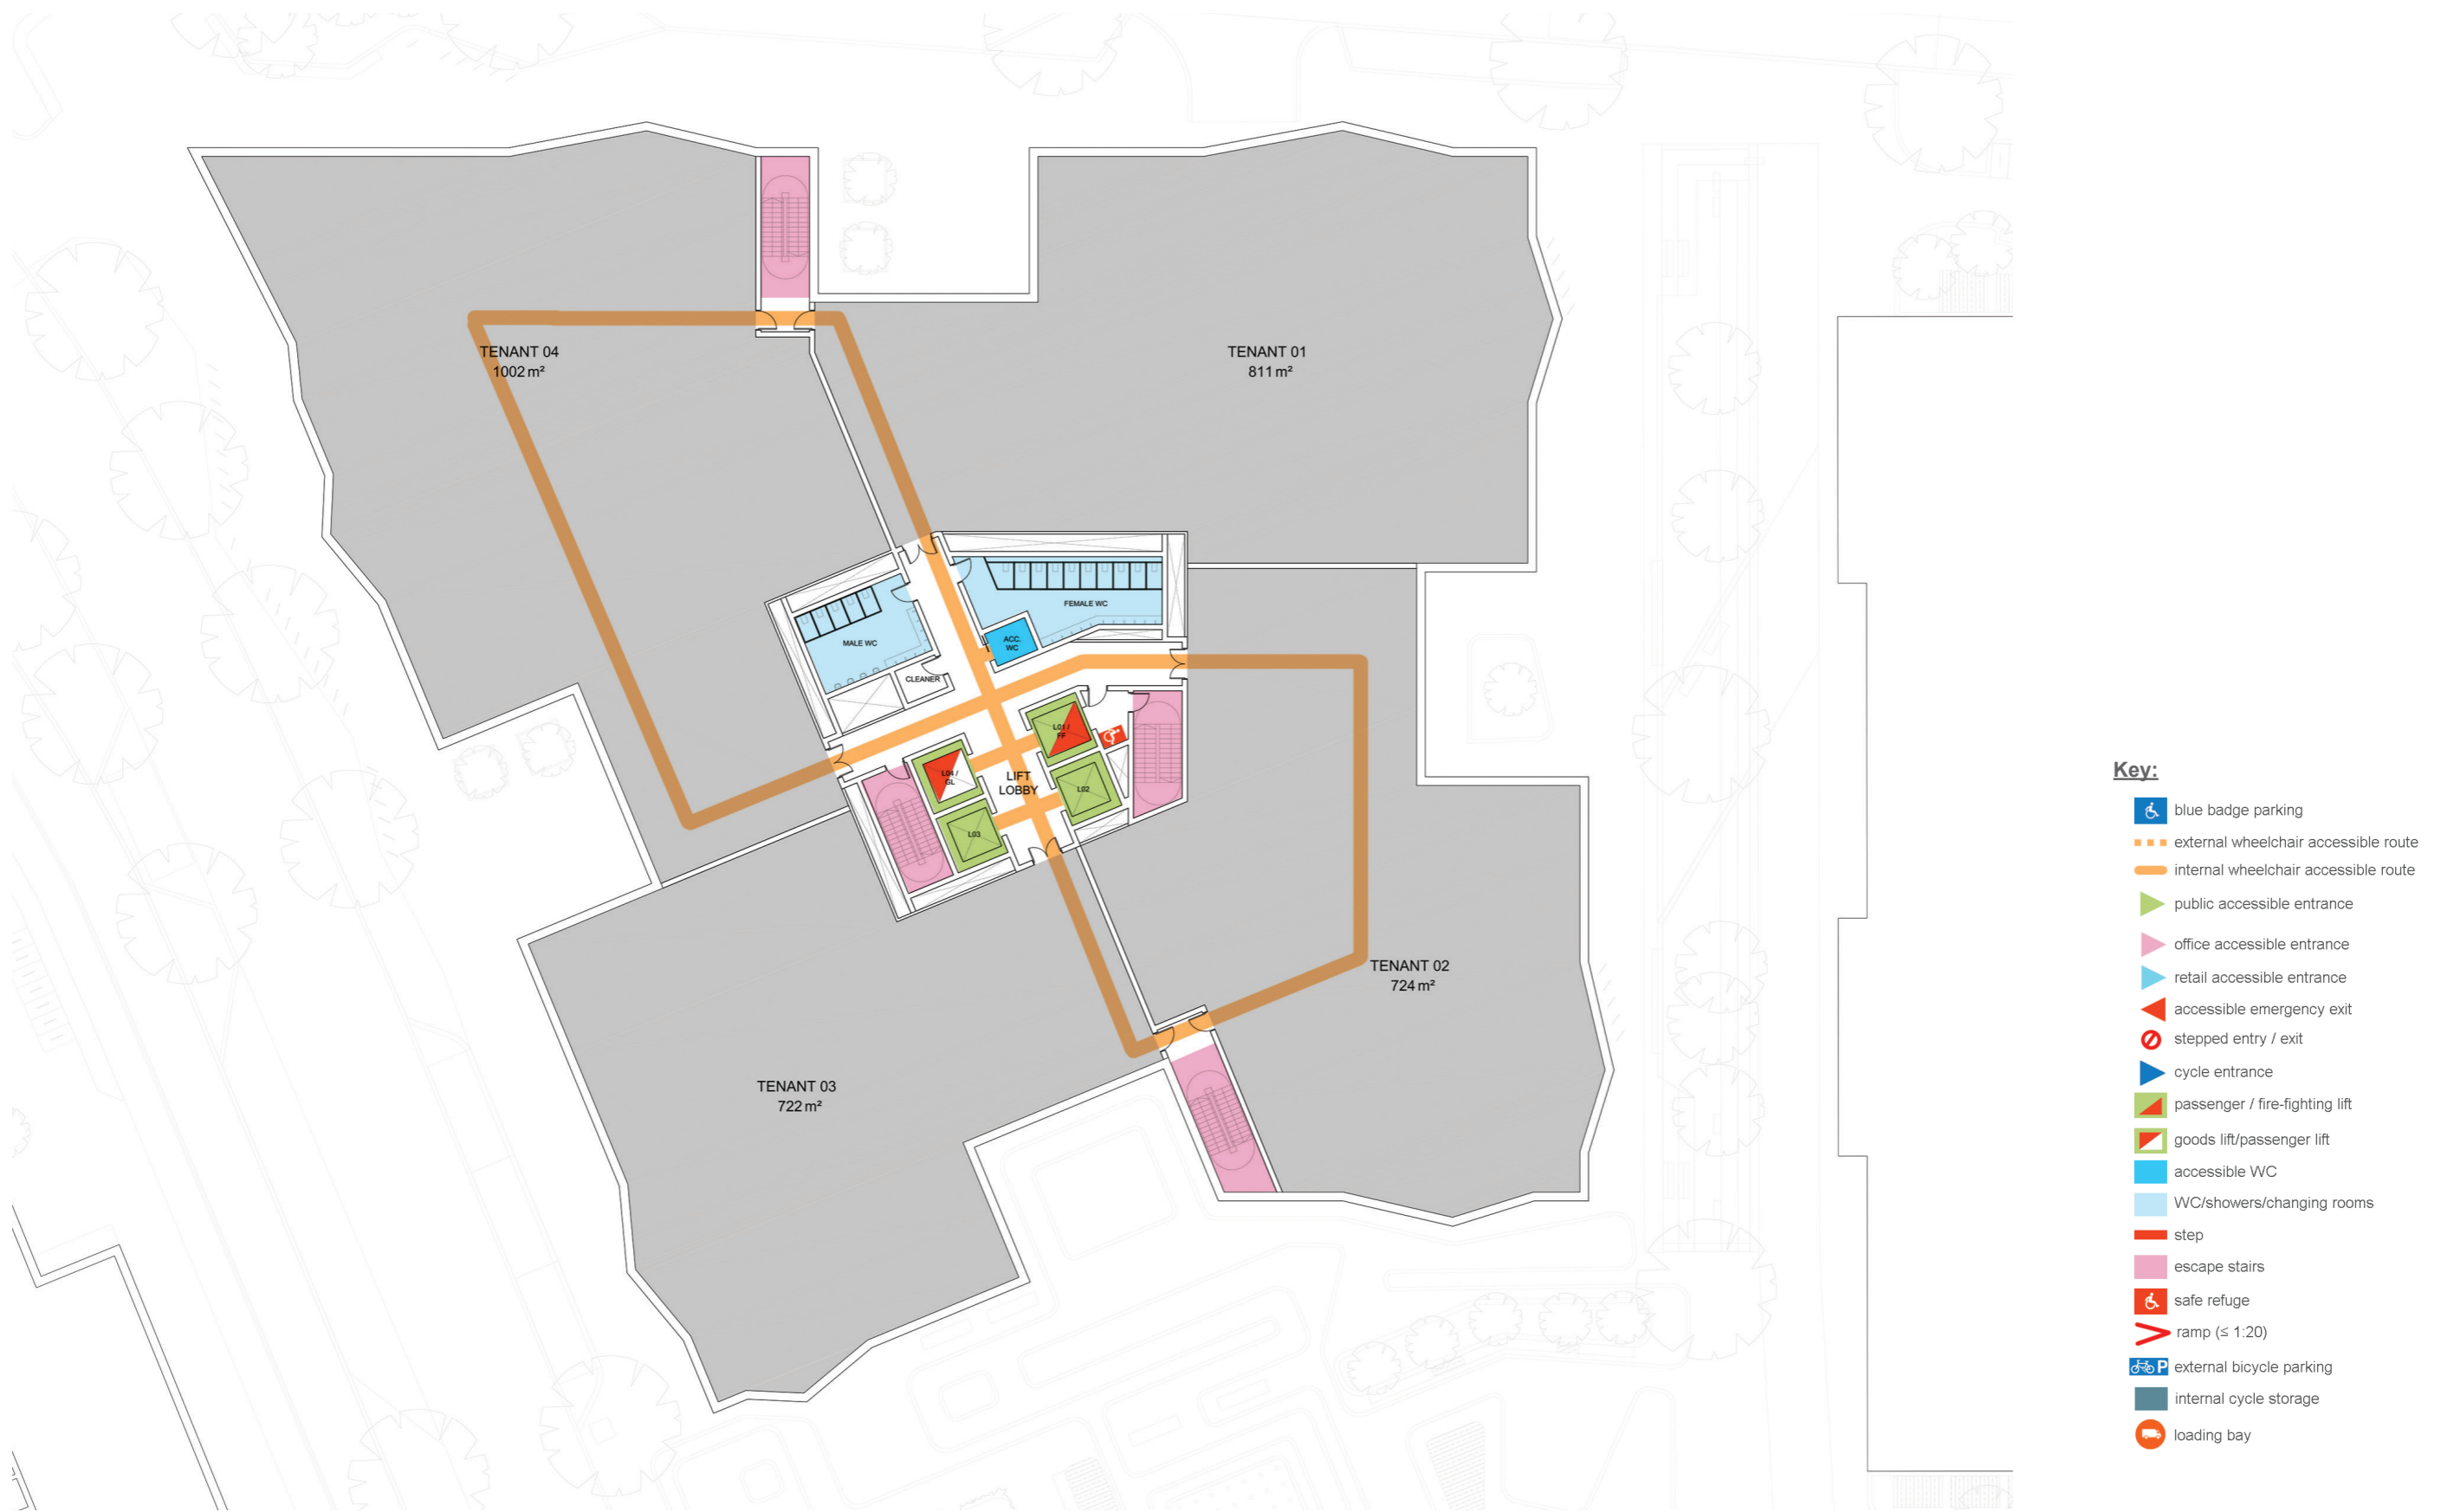 TENANT 04
1002 m²
TENANT 01
811 m²
FEMALE WC
ACC.
WC
MALE WC
CLEANER
L01 /
FF
L04 /
GL
LIFT
LOBBY
L02
L03
TENANT 02
724 m²
TENANT 03
722 m²
Key:
blue badge parking
external wheelchair accessible route
internal wheelchair accessible route
public accessible entrance
office accessible entrance
retail accessible entrance
accessible emergency exit
stepped entry / exit
cycle entrance
passenger / fire-fighting lift
goods lift/passenger lift
accessible WC
WC/showers/changing rooms
step
escape stairs
safe refuge
ramp (≤ 1:20)
P external bicycle parking
internal cycle storage
loading bay